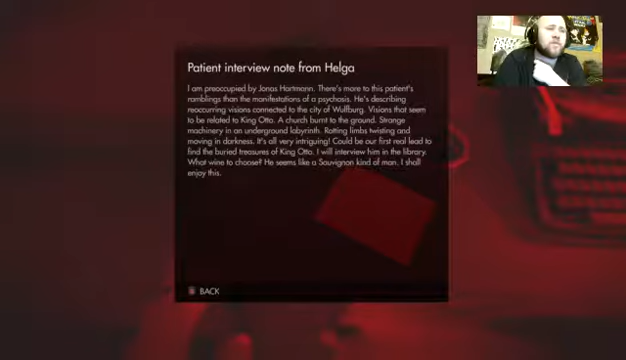 Patient interview note from Helga
I am preoccupied by Jonas Hartmann. There's more to this patient's
ramblings than the manifestations of a psychosis. He's describing
reoccurring visions connected to the city of Wulfburg. Visions that seem
to be related to King Otto. A church burnt to the ground. Strange
machinery in an underground labyrinth. Rotting limbs twisting and
moving in darkness. It's all very intriguing! Could be our first real lead to
find the buried treasures of King Otto. I will interview him in the library.
What wine to choose? He seems like a Sauvignon kind of man. I shall
enjoy this.
BACK